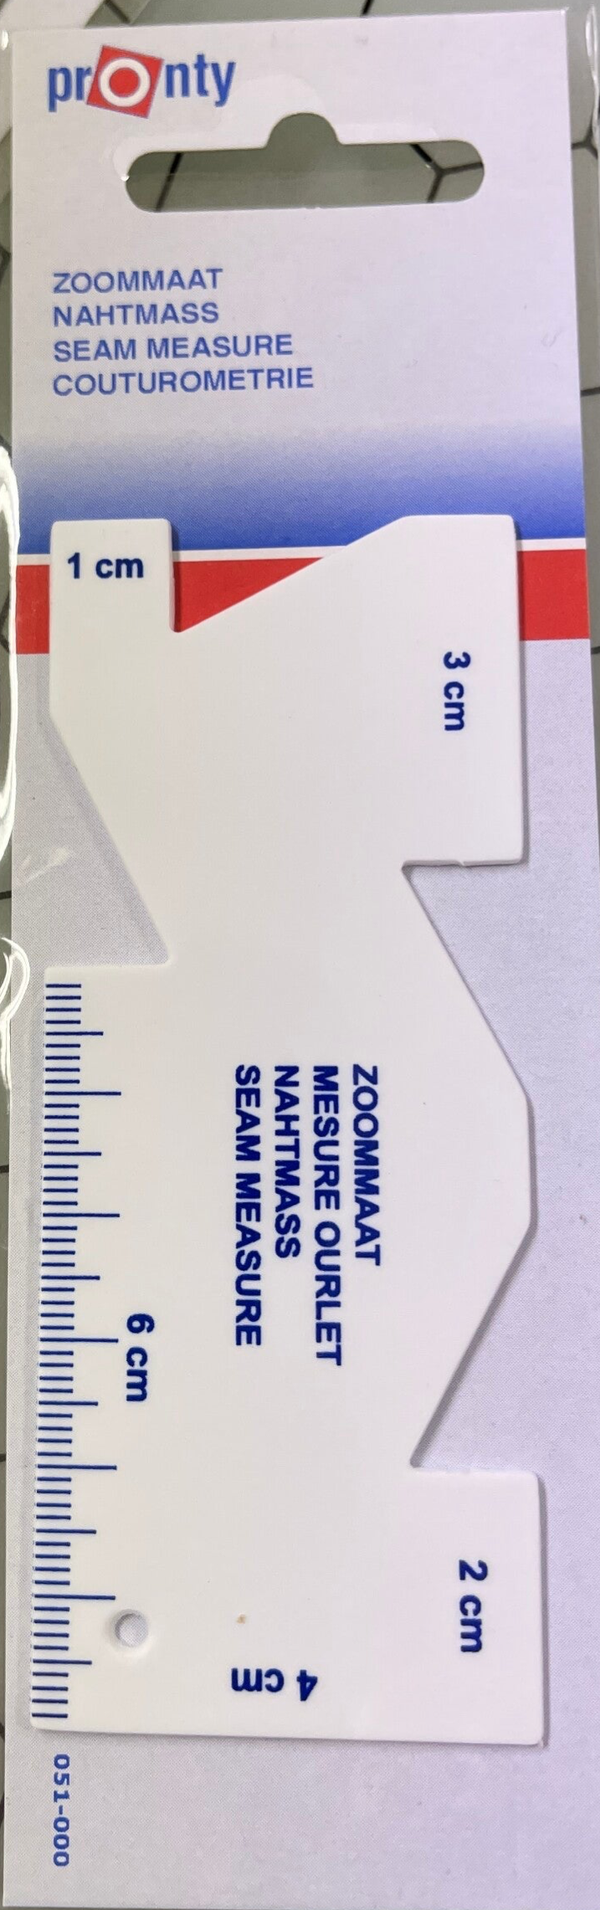 pronty
ZOOMMAAT
NAHTMASS
SEAM MEASURE
COUTUROMETRIE
1 cm
3 cm
ZOOMMAAT
MESURE OURLET
NAHTMASS
SEAM MEASURE
6 cm
2 cm
4 cm
051-000